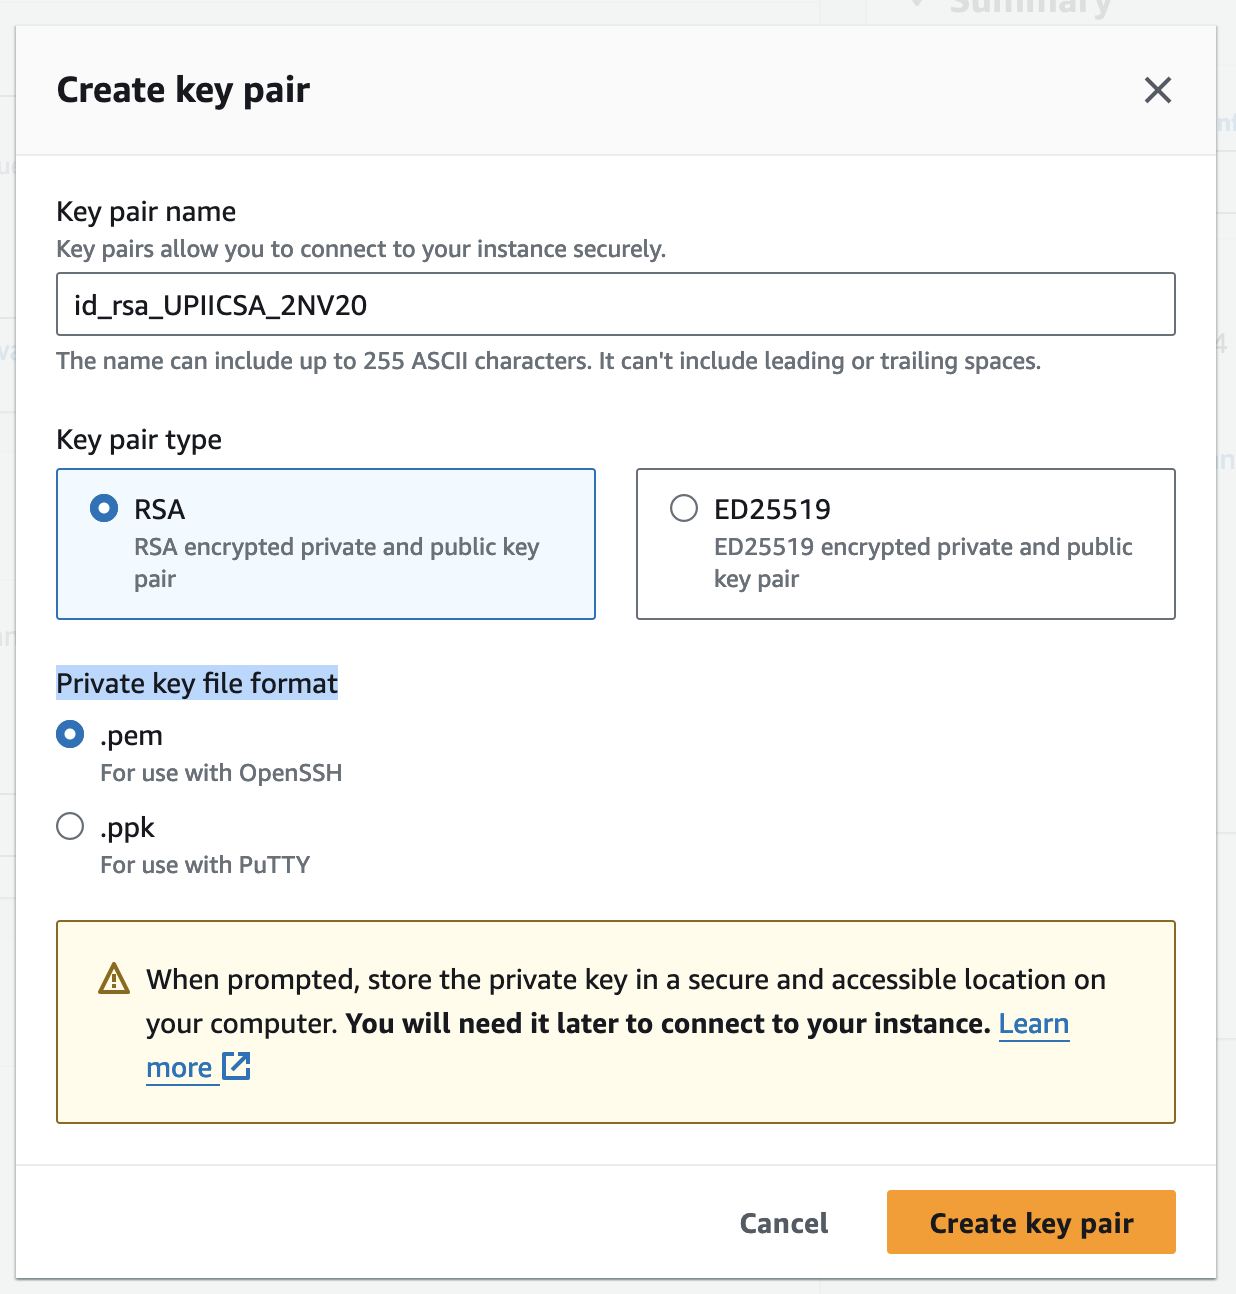 Summary
Create key pair
Key pair name
Key pairs allow you to connect to your instance securely.
id_rsa_UPIICSA_2NV20
The name can include up to 255 ASCII characters. It can't include leading or trailing spaces.
Key pair type
RSA
RSA encrypted private and public key
pair
ED25519
ED25519 encrypted private and public
key pair
Private key file format
.pem
For use with OpenSSH
.ppk
For use with PuTTY
When prompted, store the private key in a secure and accessible location on
your computer. You will need it later to connect to your instance. Learn
more
Cancel
Create key pair